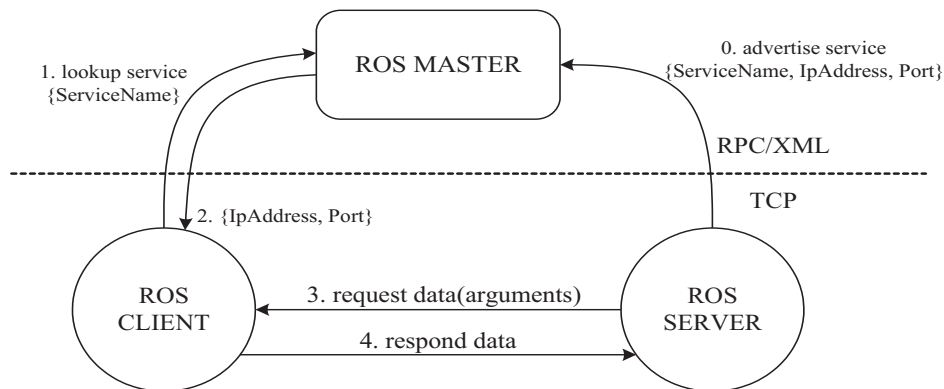 0. advertise service
{ServiceName, IpAddress, Port}
1. lookup service
{ServiceName}
ROS MASTER
RPC/XML
TCP
2. {IpAddress, Port}
ROS
CLIENT
3. request data(arguments)
4. respond data
ROS
SERVER